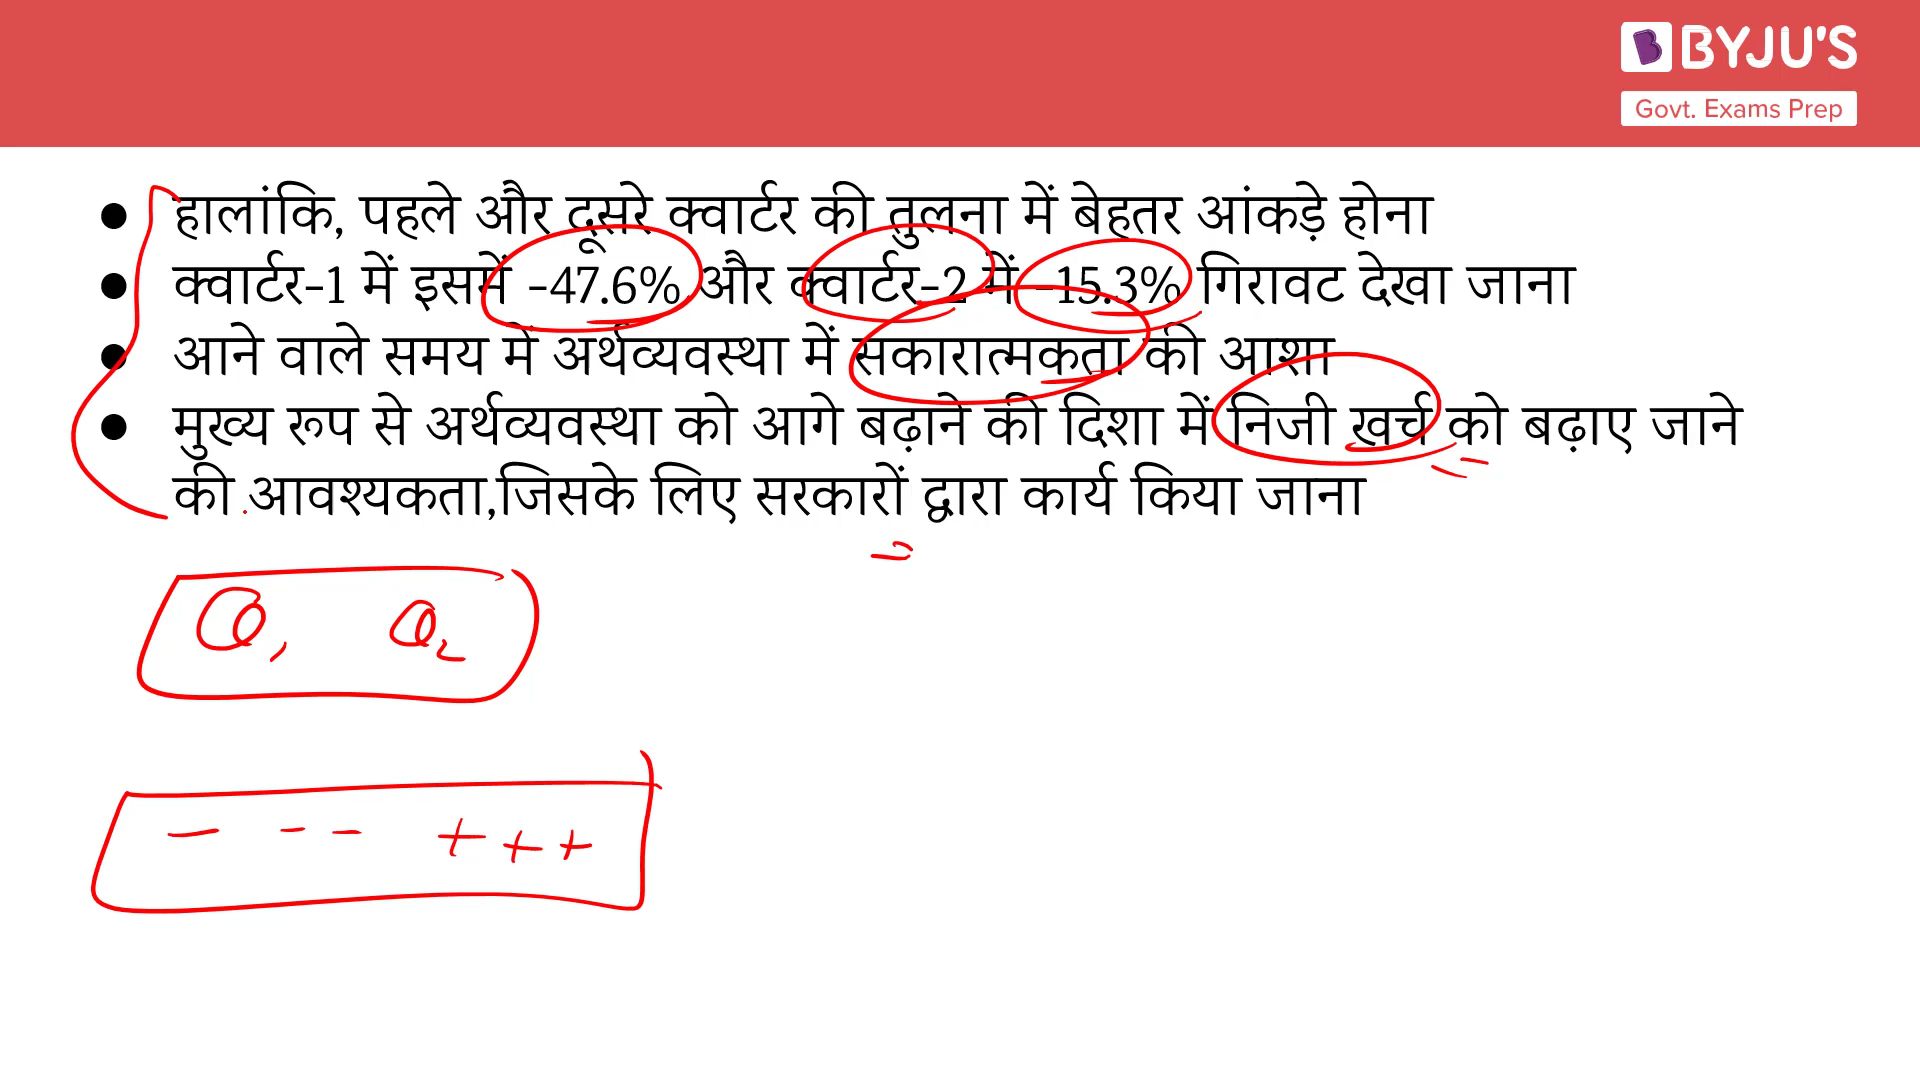 BYJU'S
Govt. Exams Prep
● हालांकि, पहले और दूसरे क्वार्टर की तुलना में बेहतर आंकड़े होना
● क्वार्टर-1 में इसमें -47.6% और क्वार्टर-2 में -15.3% गिरावट देखा जाना
● आने वाले समय में अर्थव्यवस्था में सकारात्मकता की आशा
● मुख्य रूप से अर्थव्यवस्था को आगे बढ़ाने की दिशा में निजी खर्च को बढ़ाए जाने
की आवश्यकता,जिसके लिए सरकारों द्वारा कार्य किया जाना
Q1 Q2
- - - + + +